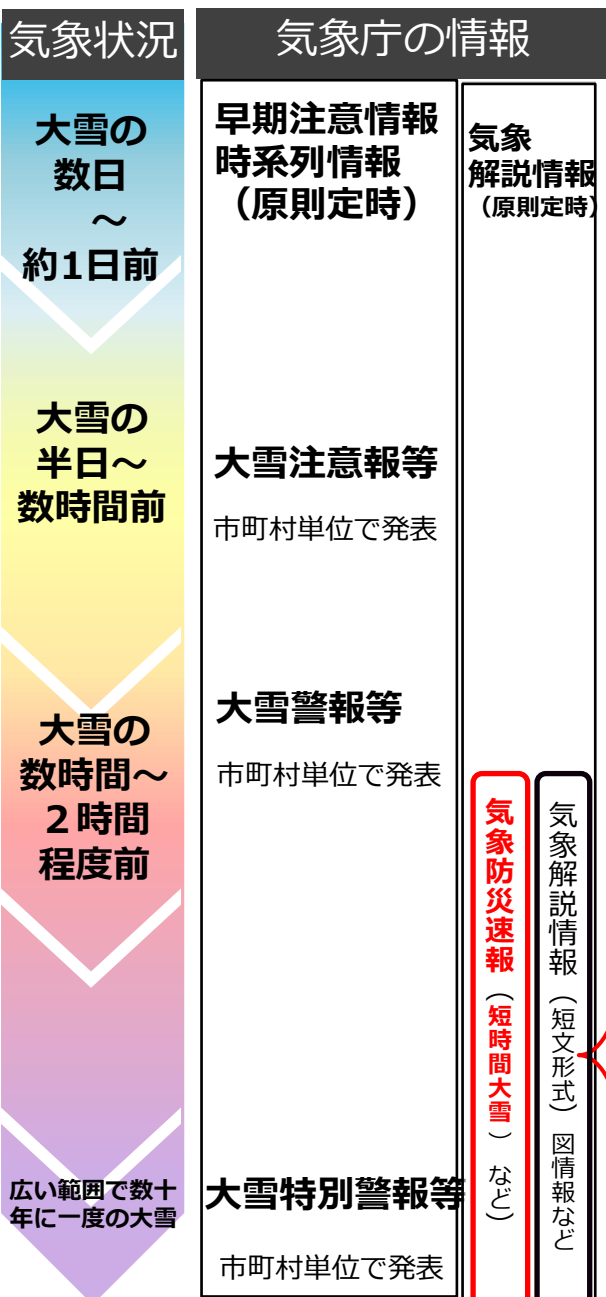 気象状況
気象庁の情報
大雪の
数日
～
約1日前
早期注意情報
時系列情報
（原則定時）
気象
解説情報
（原則定時）
大雪の
半日～
数時間前
大雪注意報等
市町村単位で発表
大雪の
数時間～
２時間
程度前
大雪警報等
市町村単位で発表
気象防災速報（短時間大雪）など）
気象解説情報（短文形式）図情報など
広い範囲で数十
年に一度の大雪
大雪特別警報等
市町村単位で発表